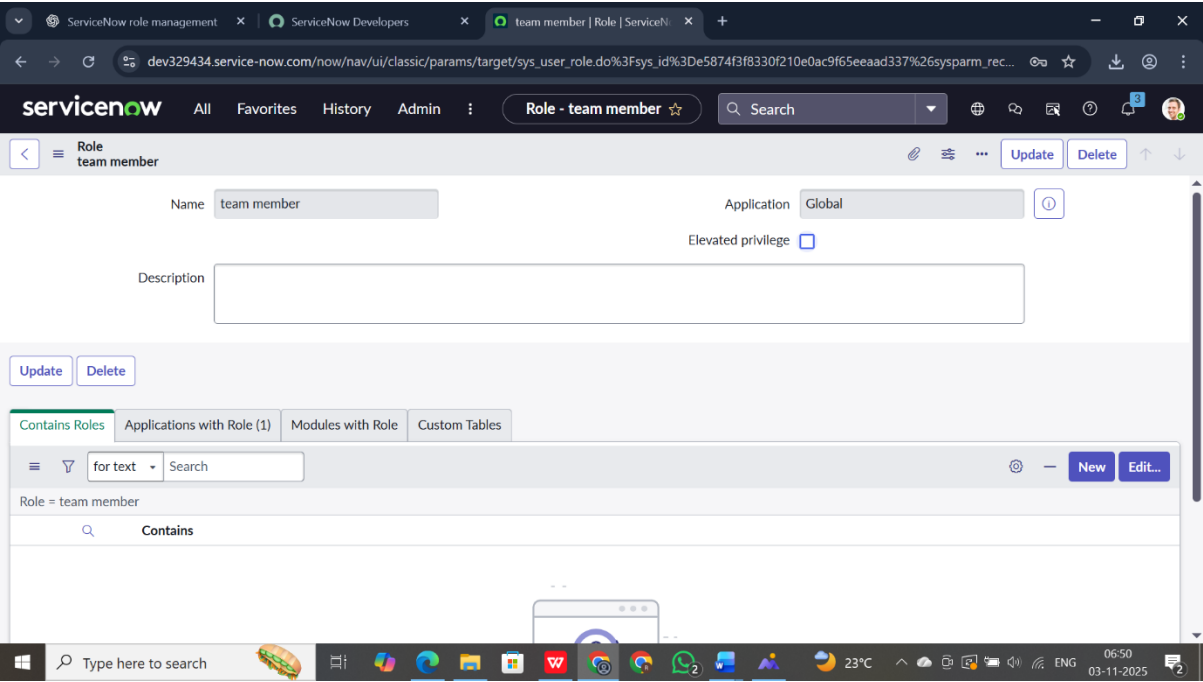 ServiceNow role management
ServiceNow Developers
team member | Role | ServiceN
dev329434.service-now.com/now/nav/ui/classic/params/target/sys_user_role.do%3Fsys_id%3De5874f3f8330f210e0ac9f65eeaad337%26sysparm_rec...
servicenow All Favorites History Admin Role - team member Search 3
Role
team member
Update Delete
Name team member Application Global
Elevated privilege
Description
Update Delete
Contains Roles Applications with Role (1) Modules with Role Custom Tables
for text Search New Edit...
Role = team member
Contains
Type here to search 2 23°C ENG 06:50
03-11-2025 2